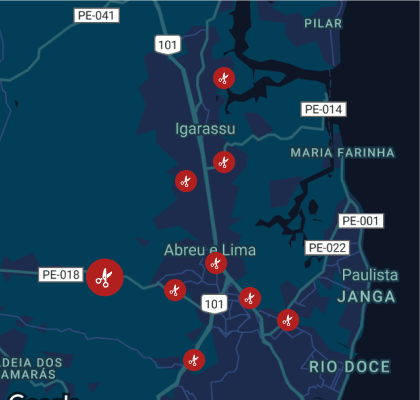 PE-041
PILAR
101
PE-014
Igarassu
MARIA FARINHA
PE-001
PE-022
Abreu e Lima
PE-018
Paulista
101
JANGA
RIO DOCE
DEIA DOS
AMARÁS